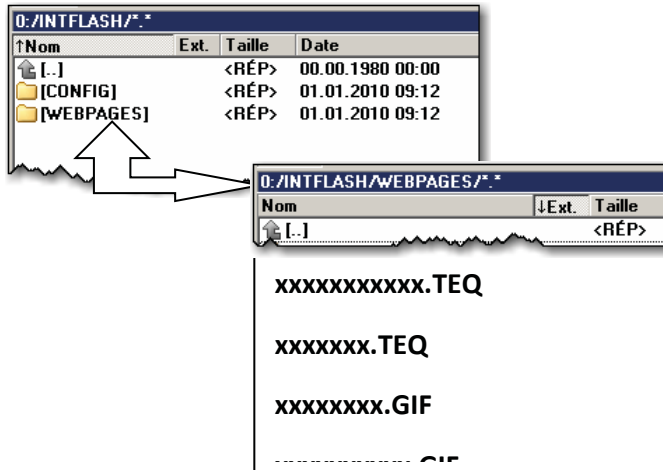 0:/INTFLASH/*.*
↑Nom Ext. Taille Date
[..] <RÉP> 00.00.1980 00:00
[CONFIG] <RÉP> 01.01.2010 09:12
[WEBPAGES] <RÉP> 01.01.2010 09:12
0:/INTFLASH/WEBPAGES/*.*
Nom ↓Ext. Taille
[..] <RÉP>
xxxxxxxxxxx.TEQ
xxxxxxx.TEQ
xxxxxxxx.GIF